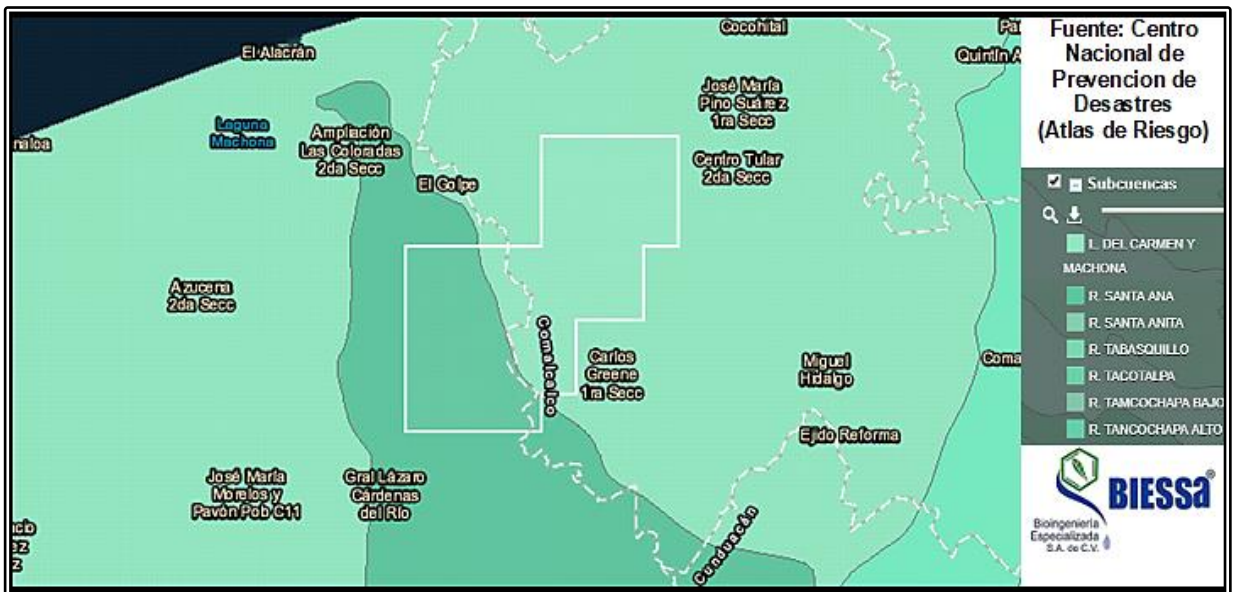 El Alacrán
Cocohital
Quintín A
José María
Pino Suárez
1ra Secc
Laguna
Machona
Ampliación
Las Coloradas
2da Secc
naloa
Centro Tular
2da Secc
El Golpe
Azucena
2da Secc
Comalcalco
Carlos
Greene
1ra Secc
Miguel
Hidalgo
Coma
Ejido Reforma
José María
Morelos y
Pavón Pob C11
Gral Lázaro
Cárdenas
del Río
Cunduacán
Fuente: Centro
Nacional de
Prevencion de
Desastres
(Atlas de Riesgo)
Subcuencas
L. DEL CARMEN Y
MACHONA
R. SANTA ANA
R. SANTA ANITA
R. TABASQUILLO
R. TACOTALPA
R. TAMCOCHAPA BAJO
R. TANCOCHAPA ALTO
BIESSa®
Bioingeniería
Especializada
S.A. de C.V.